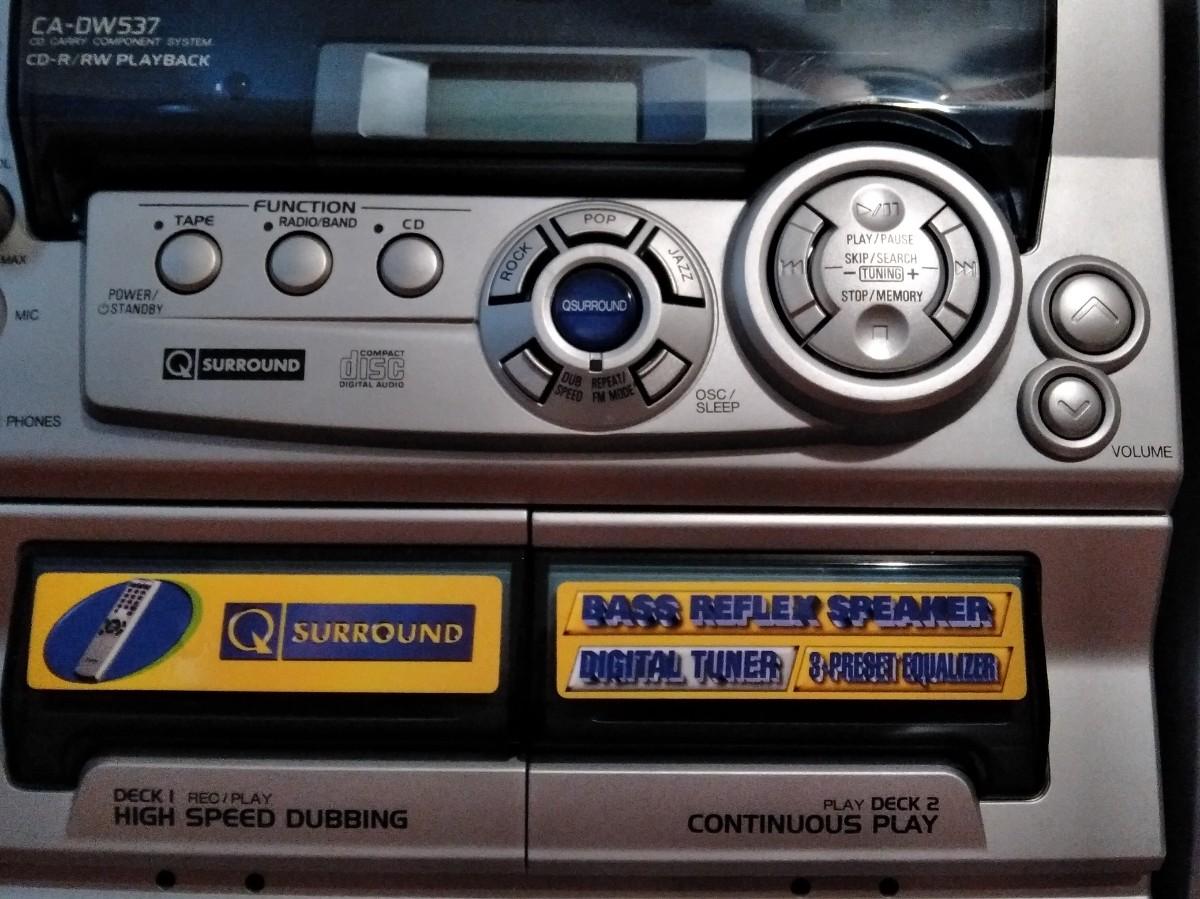 CA-DW537
CD CARRY COMPONENT SYSTEM
CD-R/RW PLAYBACK
FUNCTION
TAPE
RADIO/BAND
CD
POWER/
STANDBY
MAX
MIC
PHONES
Q SURROUND
COMPACT
disc
DIGITAL AUDIO
ROCK
POP
JAZZ
QSURROUND
DUB
SPEED
REPEAT/
FM MODE
OSC/
SLEEP
PLAY/PAUSE
SKIP/SEARCH
- TUNING +
STOP/MEMORY
VOLUME
Q SURROUND
BASS REFLEX SPEAKER
DIGITAL TUNER
3-PRESET EQUALIZER
DECK 1 REC/PLAY
HIGH SPEED DUBBING
PLAY DECK 2
CONTINUOUS PLAY